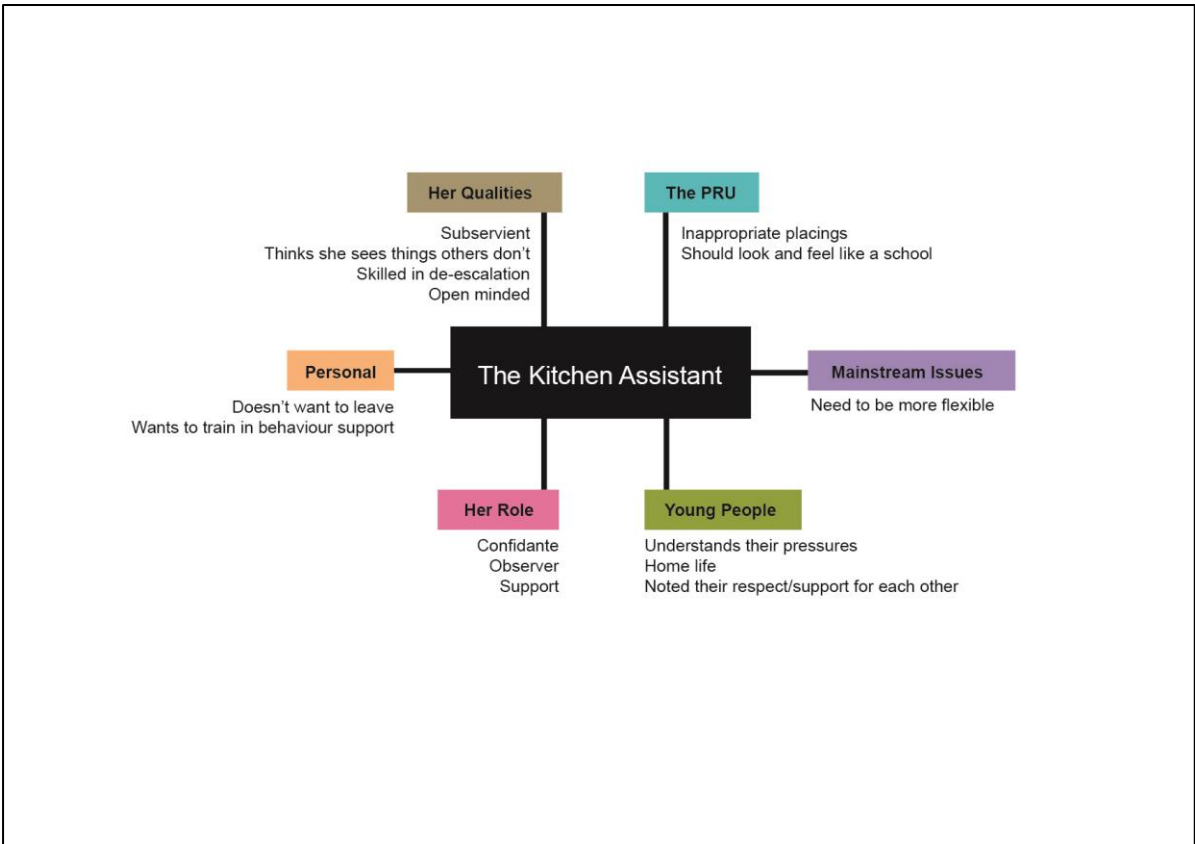 Her Qualities
Subservient
Thinks she sees things others don’t
Skilled in de-escalation
Open minded
The PRU
Inappropriate placings
Should look and feel like a school
Personal
Doesn’t want to leave
Wants to train in behaviour support
The Kitchen Assistant
Mainstream Issues
Need to be more flexible
Her Role
Confidante
Observer
Support
Young People
Understands their pressures
Home life
Noted their respect/support for each other